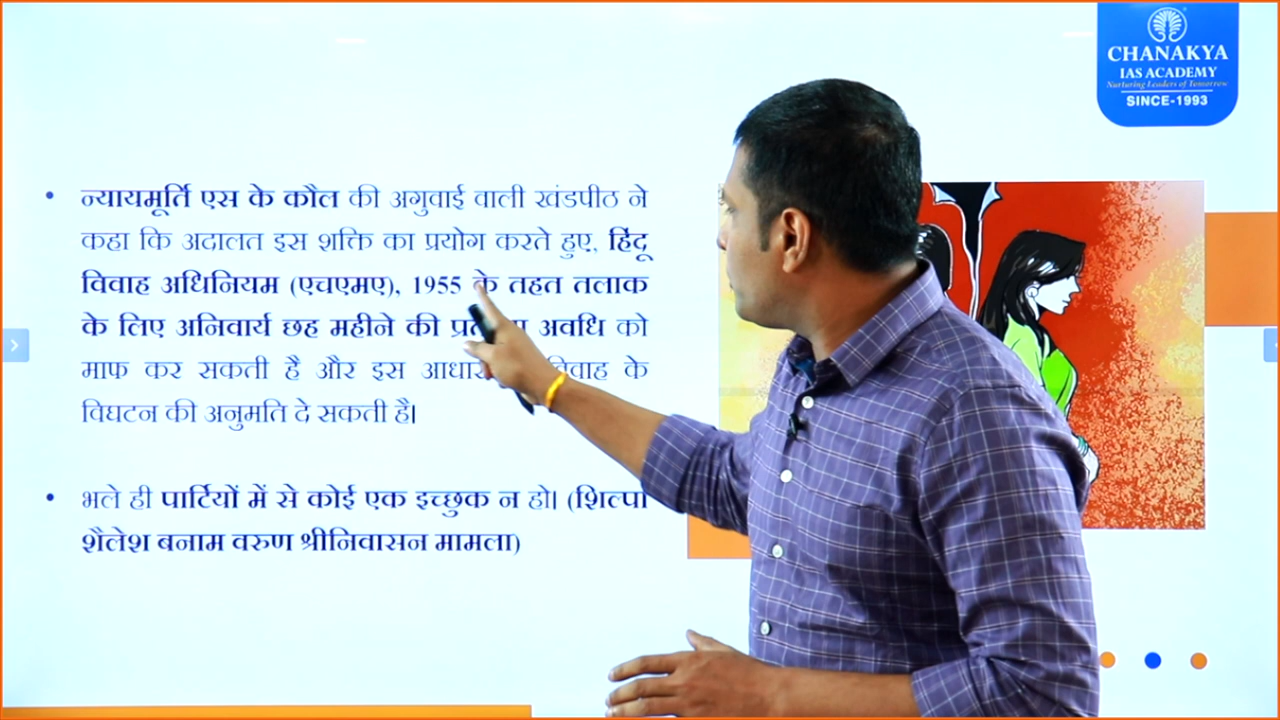 CHANAKYA
IAS ACADEMY
Nurturing Leaders of Tomorrow
SINCE-1993
• न्यायमूर्ति एस के कौल की अगुवाई वाली खंडपीठ ने
कहा कि अदालत इस शक्ति का प्रयोग करते हुए, हिंदू
विवाह अधिनियम (एचएमए), 1955 के तहत तलाक
के लिए अनिवार्य छह महीने की अवधि को
माफ कर सकती है और इस विवाह के
विघटन की अनुमति दे सकती है।
• भले ही पार्टियों में से कोई एक इच्छुक न हो। (शिल्पा
शैलेश बनाम वरुण श्रीनिवासन मामला)